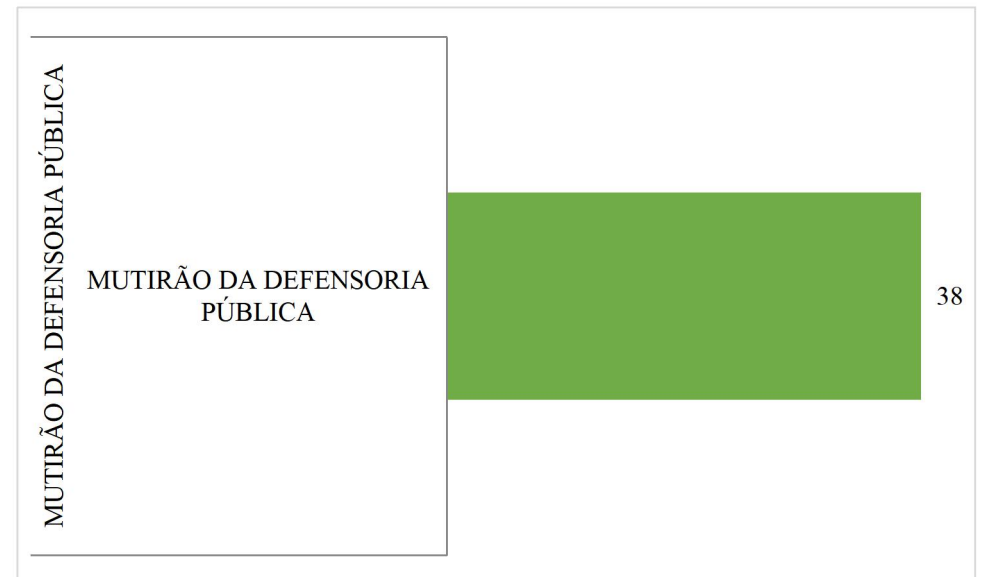 MUTIRÃO DA DEFENSORIA PÚBLICA
MUTIRÃO DA DEFENSORIA
PÚBLICA
38